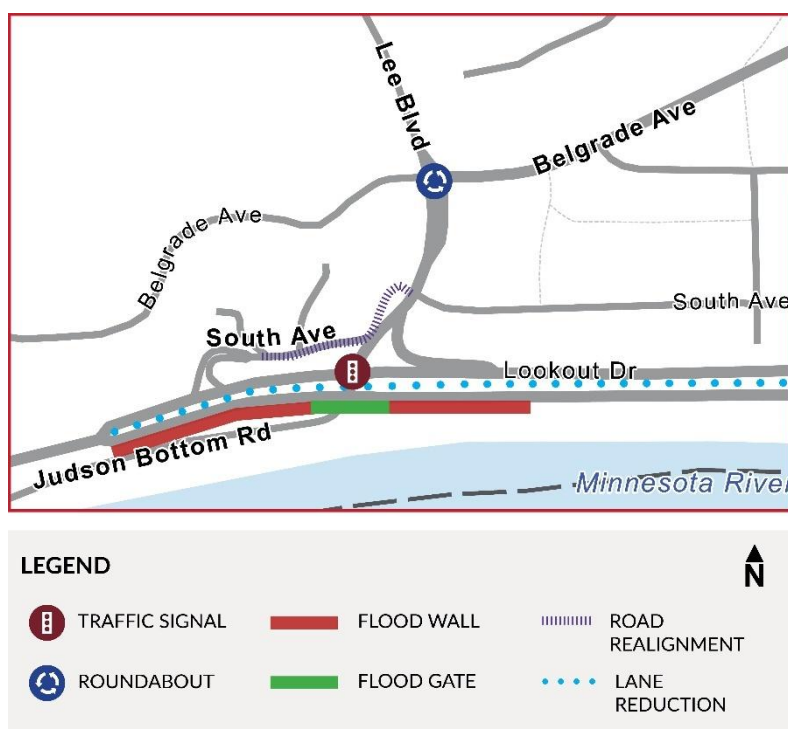 Lee Blvd
Belgrade Ave
Belgrade Ave
South Ave
South Ave
Lookout Dr
Judson Bottom Rd
Minnesota River
LEGEND
N
TRAFFIC SIGNAL
FLOOD WALL
ROAD
REALIGNMENT
ROUNDABOUT
FLOOD GATE
LANE
REDUCTION